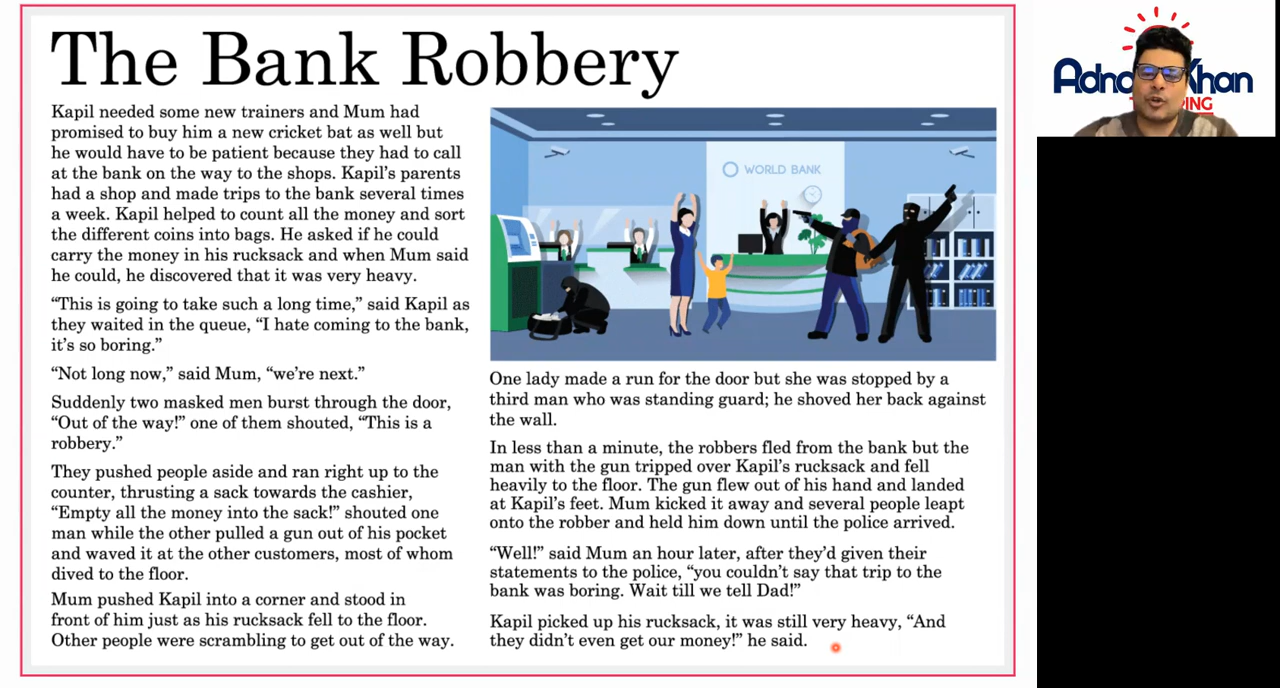 The Bank Robbery
Kapil needed some new trainers and Mum had
promised to buy him a new cricket bat as well but
he would have to be patient because they had to call
at the bank on the way to the shops. Kapil's parents
had a shop and made trips to the bank several times
a week. Kapil helped to count all the money and sort
the different coins into bags. He asked if he could
carry the money in his rucksack and when Mum said
he could, he discovered that it was very heavy.
“This is going to take such a long time,” said Kapil as
they waited in the queue, “I hate coming to the bank,
it's so boring.”
“Not long now,” said Mum, “we're next.”
Suddenly two masked men burst through the door,
“Out of the way!” one of them shouted, “This is a
robbery.”
They pushed people aside and ran right up to the
counter, thrusting a sack towards the cashier,
“Empty all the money into the sack!” shouted one
man while the other pulled a gun out of his pocket
and waved it at the other customers, most of whom
dived to the floor.
Mum pushed Kapil into a corner and stood in
front of him just as his rucksack fell to the floor.
Other people were scrambling to get out of the way.
WORLD BANK
One lady made a run for the door but she was stopped by a
third man who was standing guard; he shoved her back against
the wall.
In less than a minute, the robbers fled from the bank but the
man with the gun tripped over Kapil's rucksack and fell
heavily to the floor. The gun flew out of his hand and landed
at Kapil's feet. Mum kicked it away and several people leapt
onto the robber and held him down until the police arrived.
“Well!” said Mum an hour later, after they'd given their
statements to the police, “you couldn't say that trip to the
bank was boring. Wait till we tell Dad!”
Kapil picked up his rucksack, it was still very heavy, “And
they didn't even get our money!” he said.
Khan